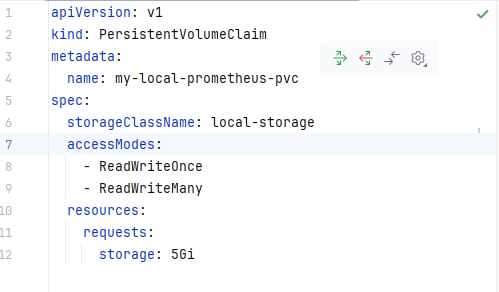 1 apiVersion: v1
2 kind: PersistentVolumeClaim
3 metadata:
4   name: my-local-prometheus-pvc
5 spec:
6   storageClassName: local-storage
7   accessModes:
8     - ReadWriteOnce
9     - ReadWriteMany
10   resources:
11     requests:
12       storage: 5Gi